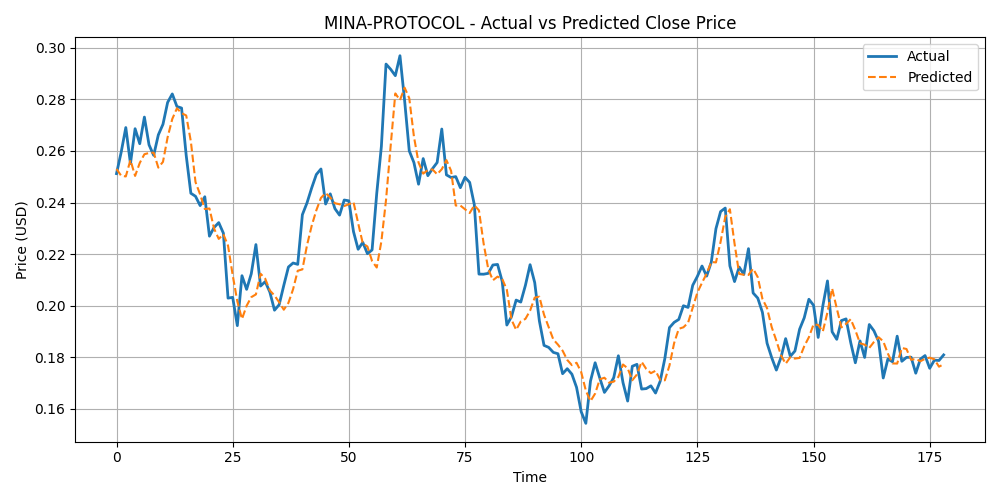 MINA-PROTOCOL - Actual vs Predicted Close Price
Actual
Predicted
Price (USD)
0.30
0.28
0.26
0.24
0.22
0.20
0.18
0.16
0 25 50 75 100 125 150 175
Time